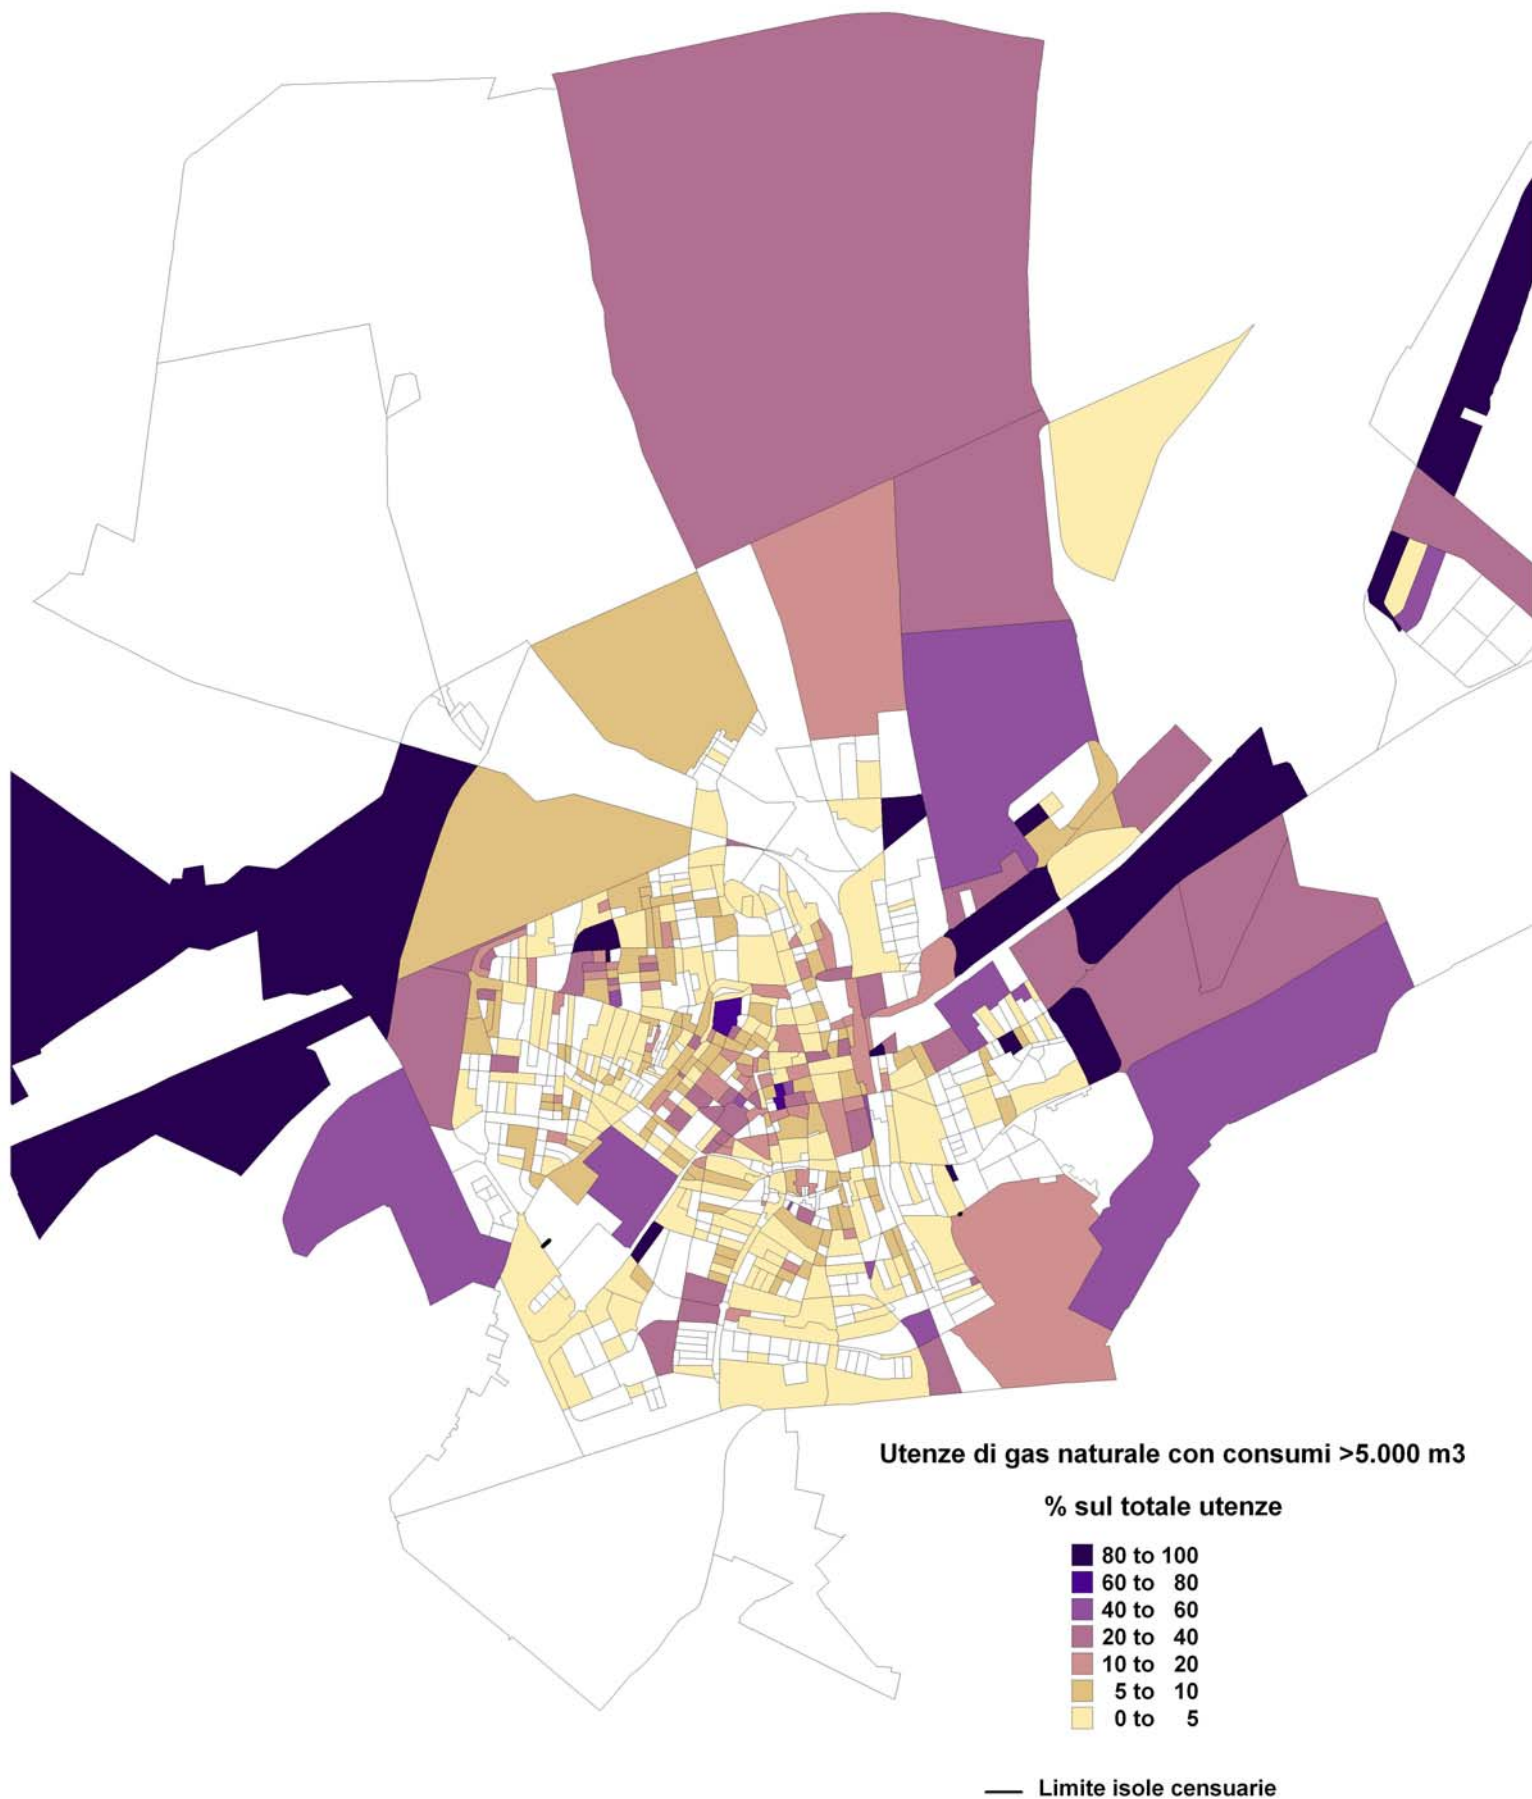 Utenze di gas naturale con consumi >5.000 m3
% sul totale utenze
80 to 100
60 to 80
40 to 60
20 to 40
10 to 20
5 to 10
0 to 5
Limite isole censuarie